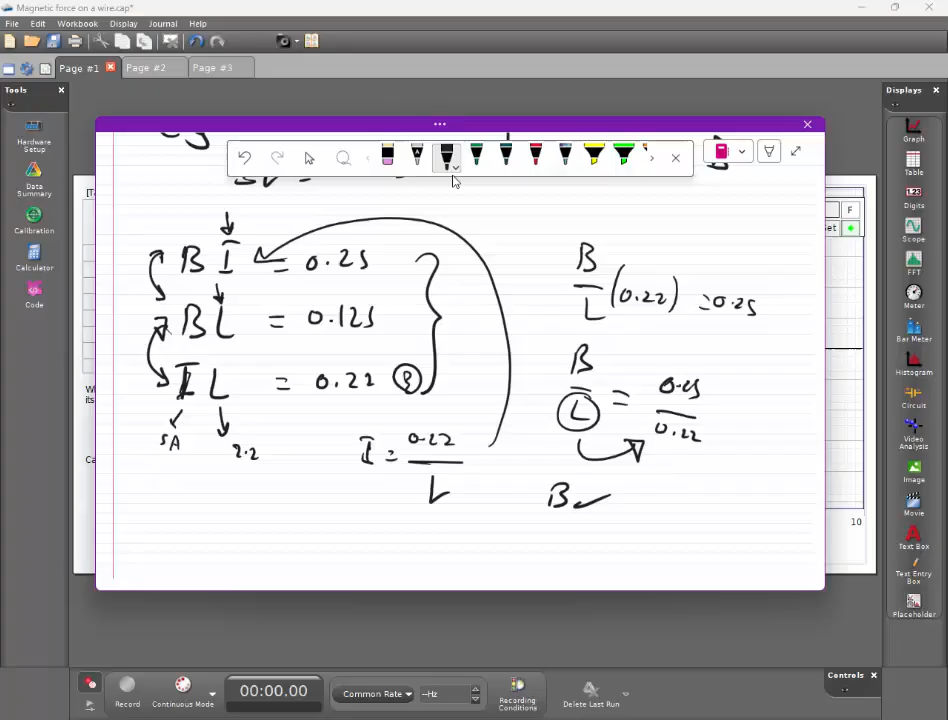 Magnetic force on a wire.cap*
File Edit Workbook Display Journal Help
Page #1 Page #2 Page #3
Tools
Hardware Setup
Data Summary
Calibration
Calculator
Code
B I = 0.25
B L = 0.125
I L = 0.22
5A
2.2
I = 0.22 / L
B / L (0.22) = 0.25
B / L = 0.25 / 0.22
B
F
10
Displays
Graph
Table
Digits
Scope
FFT
Meter
Bar Meter
Histogram
Circuit
Video Analysis
Image
Movie
Text Box
Text Entry Box
Placeholder
Record
Continuous Mode
00:00.00
Common Rate
--Hz
Recording Conditions
Delete Last Run
Controls